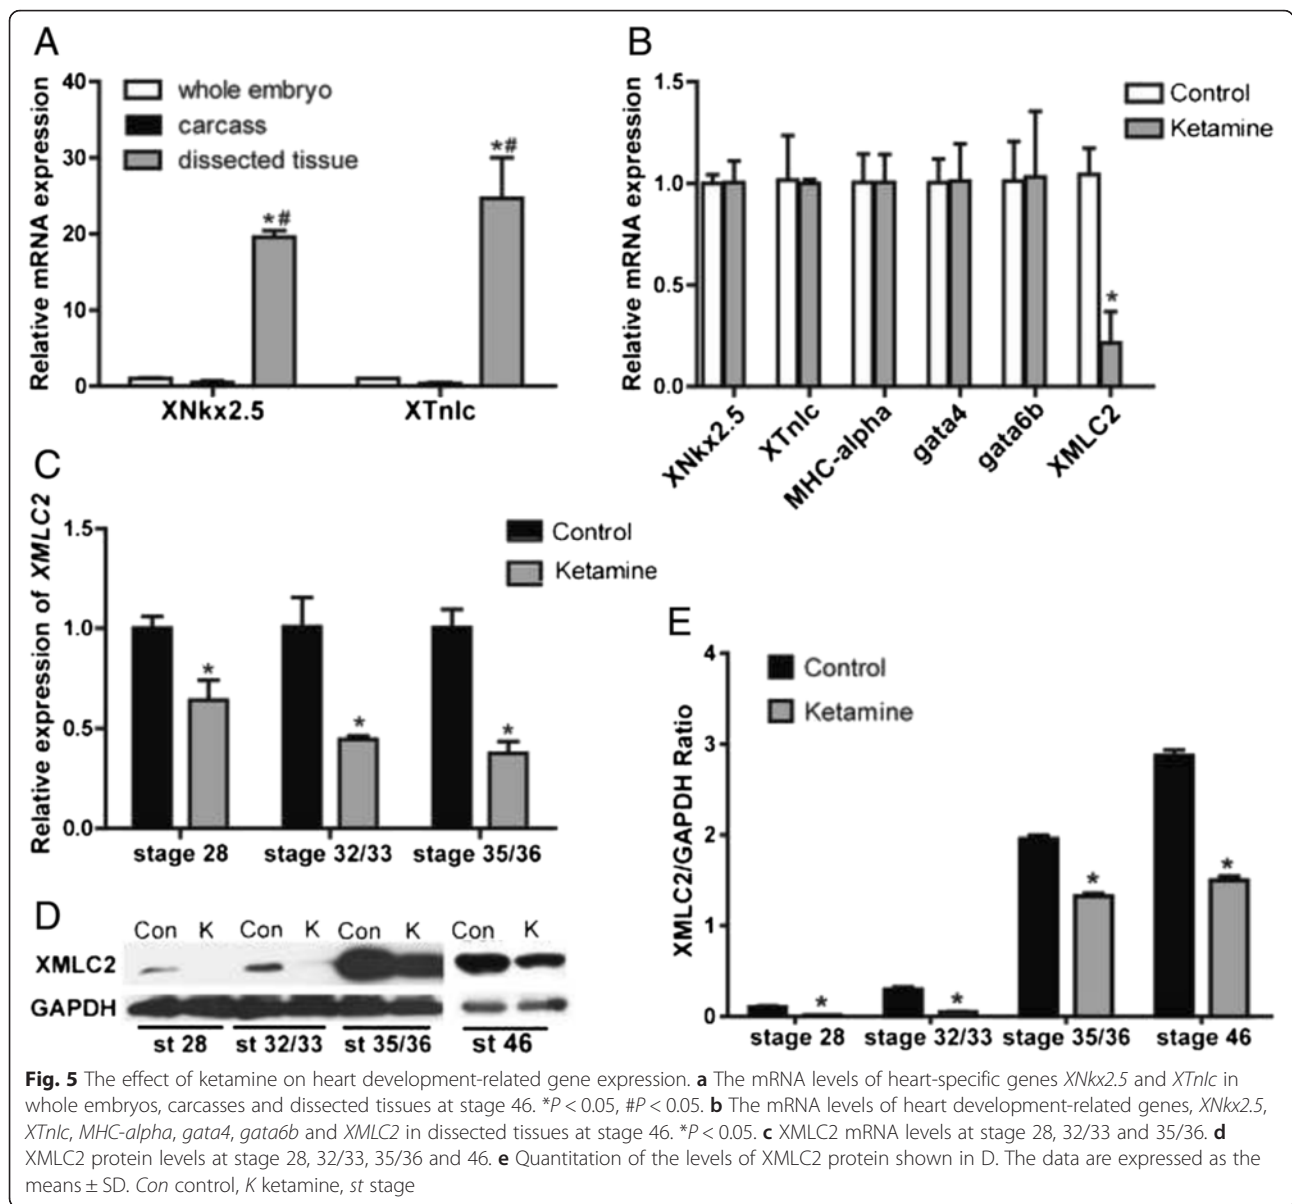 A
Relative mRNA expression
40
30
20
10
0
whole embryo
carcass
dissected tissue
*#
*#
XNkx2.5
XTnIc
B
Relative mRNA expression
1.5
1.0
0.5
0.0
Control
Ketamine
*
XNkx2.5
XTnIc
MHC-alpha
gata4
gata6b
XMLC2
C
Relative expression of XMLC2
1.5
1.0
0.5
0.0
Control
Ketamine
*
*
*
stage 28
stage 32/33
stage 35/36
D
Con K Con K Con K Con K
XMLC2
GAPDH
st 28 st 32/33 st 35/36 st 46
E
XMLC2/GAPDH Ratio
4
3
2
1
0
Control
Ketamine
*
*
*
*
stage 28
stage 32/33
stage 35/36
stage 46
Fig. 5 The effect of ketamine on heart development-related gene expression. a The mRNA levels of heart-specific genes XNkx2.5 and XTnIc in
whole embryos, carcasses and dissected tissues at stage 46. *P < 0.05, #P < 0.05. b The mRNA levels of heart development-related genes, XNkx2.5,
XTnIc, MHC-alpha, gata4, gata6b and XMLC2 in dissected tissues at stage 46. *P < 0.05. c XMLC2 mRNA levels at stage 28, 32/33 and 35/36. d
XMLC2 protein levels at stage 28, 32/33, 35/36 and 46. e Quantitation of the levels of XMLC2 protein shown in D. The data are expressed as the
means ± SD. Con control, K ketamine, st stage